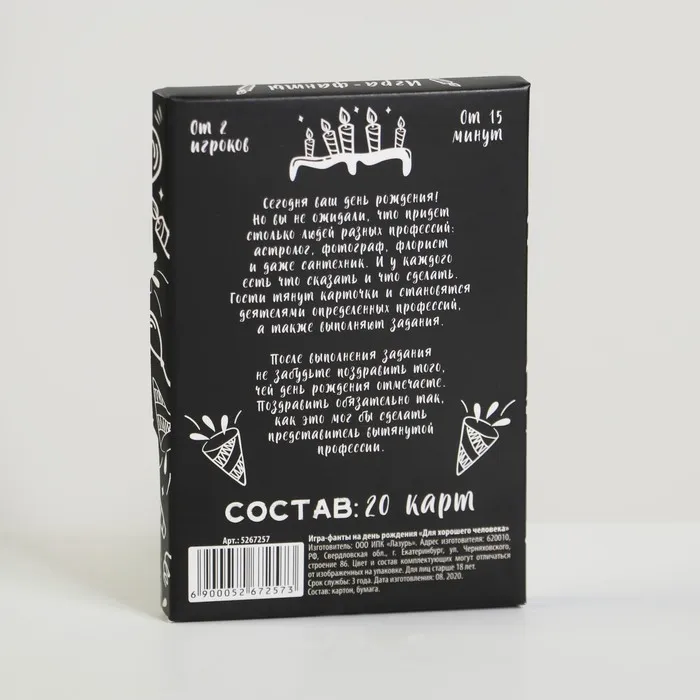 Игра-фанты
От 2
игроков
От 15
минут
Сегодня ваш день рождения!
Но вы не ожидали, что придет
столько людей разных профессий:
астролог, фотограф, флорист
и даже сантехник. И у каждого
есть что сказать и что сделать.
Гости тянут карточки и становятся
деятелями определенных профессий,
а также выполняют задания.
После выполнения задания
не забудьте поздравить того,
чей день рождения отмечаете.
Поздравить обязательно так,
как это мог бы сделать
представитель вытянутой
профессии.
СОСТАВ: 20 карт
Арт.: 5267257
6 900052 672573
Игра-фанты на день рождения «Для хорошего человека»
Изготовитель: ООО ИПК «Лазурь». Адрес изготовителя: 620010,
РФ, Свердловская обл., г. Екатеринбург, ул. Черняховского,
строение 86. Цвет и состав комплектующих могут отличаться
от изображенных на упаковке. Для лиц старше 18 лет.
Срок службы: 3 года. Дата изготовления: 08. 2020.
Состав: картон, бумага.